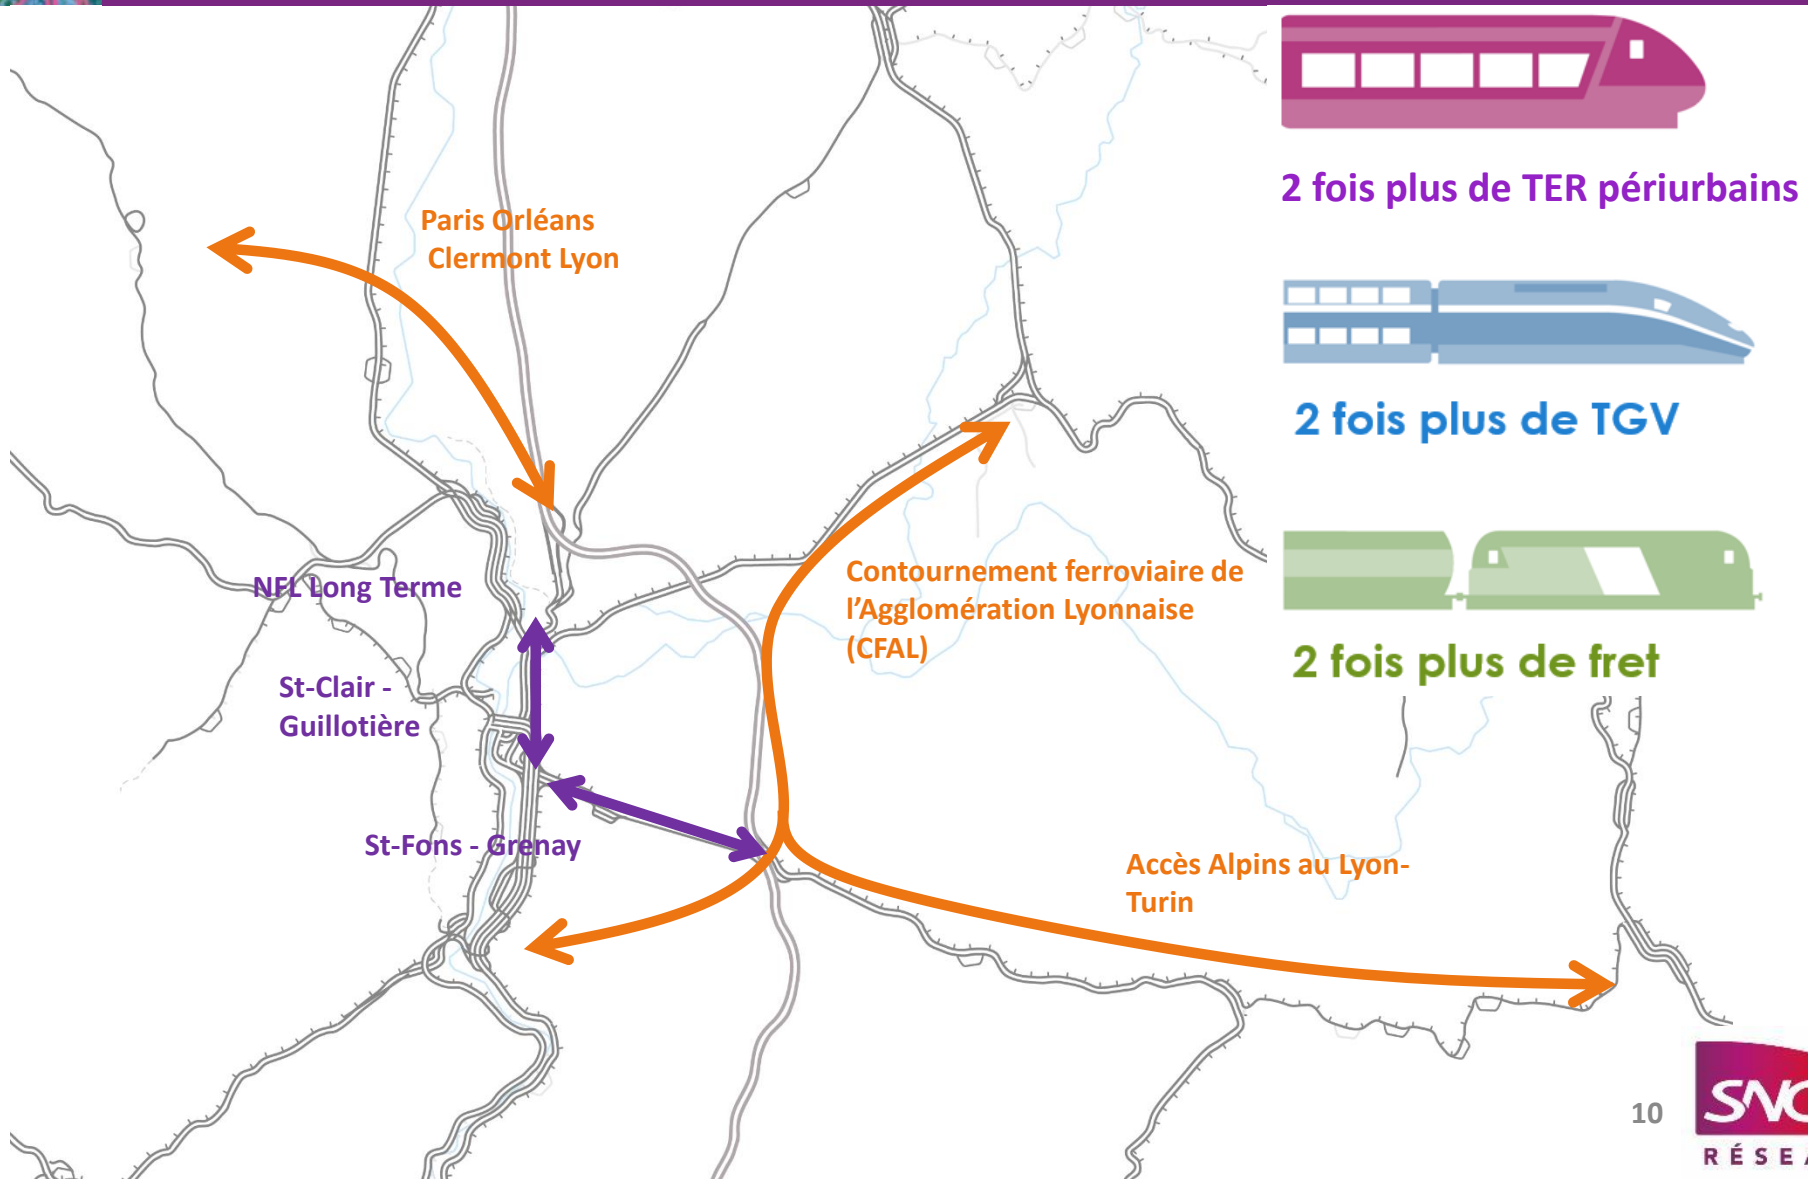 2 fois plus de TER périurbains
Paris Orléans
Clermont Lyon
2 fois plus de TGV
NFL Long Terme
Contournement ferroviaire de
l'Agglomération Lyonnaise
(CFAL)
2 fois plus de fret
St-Clair -
Guillotière
St-Fons - Grenay
Accès Alpins au Lyon-
Turin
10